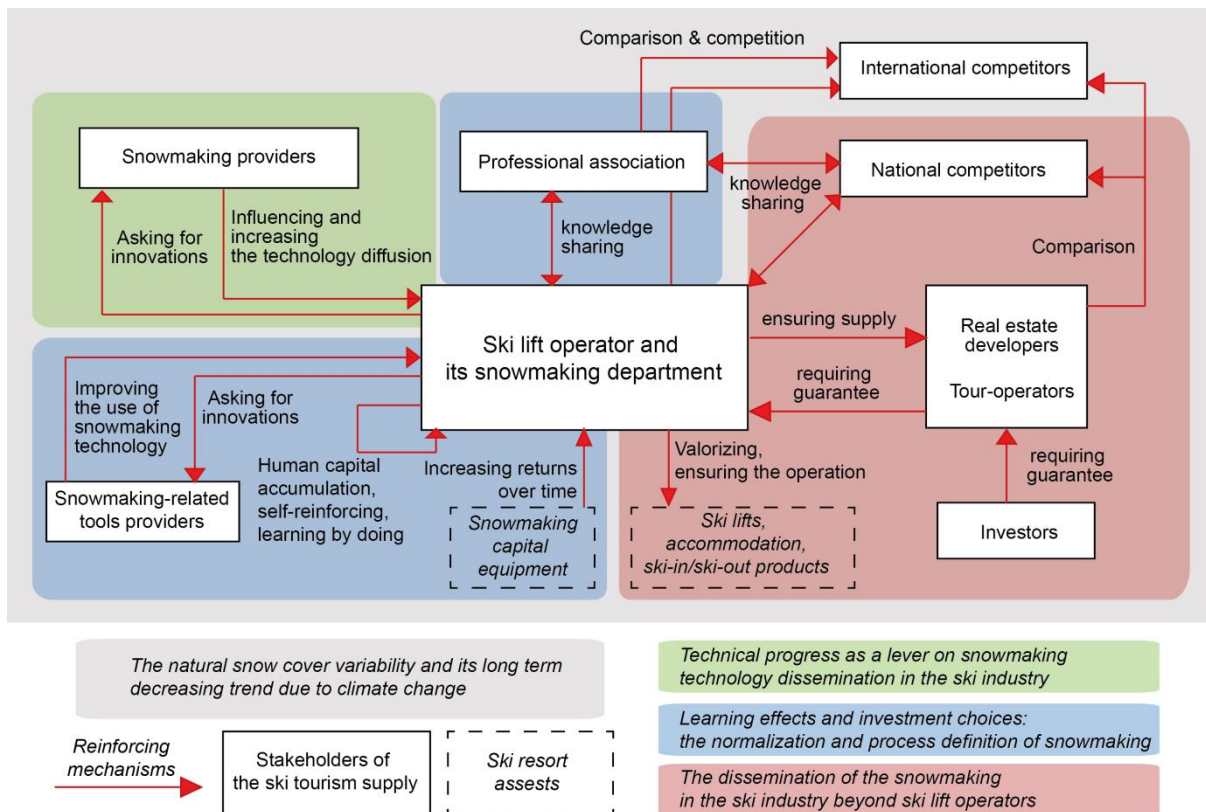 Comparison & competition
International competitors
Snowmaking providers
Professional association
National competitors
knowledge
sharing
Influencing and
increasing
the technology diffusion
Asking for
innovations
knowledge
sharing
Comparison
Ski lift operator and
its snowmaking department
ensuring supply
Real estate
developers
Tour-operators
requiring
guarantee
Improving
the use of
snowmaking
technology
Asking for
innovations
Human capital
accumulation,
self-reinforcing,
learning by doing
Increasing returns
over time
Valorizing,
ensuring the operation
requiring
guarantee
Snowmaking-related
tools providers
Snowmaking
capital
equipment
Ski lifts,
accommodation,
ski-in/ski-out products
Investors
The natural snow cover variability and its long term
decreasing trend due to climate change
Technical progress as a lever on snowmaking
technology dissemination in the ski industry
Learning effects and investment choices:
the normalization and process definition of snowmaking
Reinforcing
mechanisms
Stakeholders of
the ski tourism supply
Ski resort
assests
The dissemination of the snowmaking
in the ski industry beyond ski lift operators